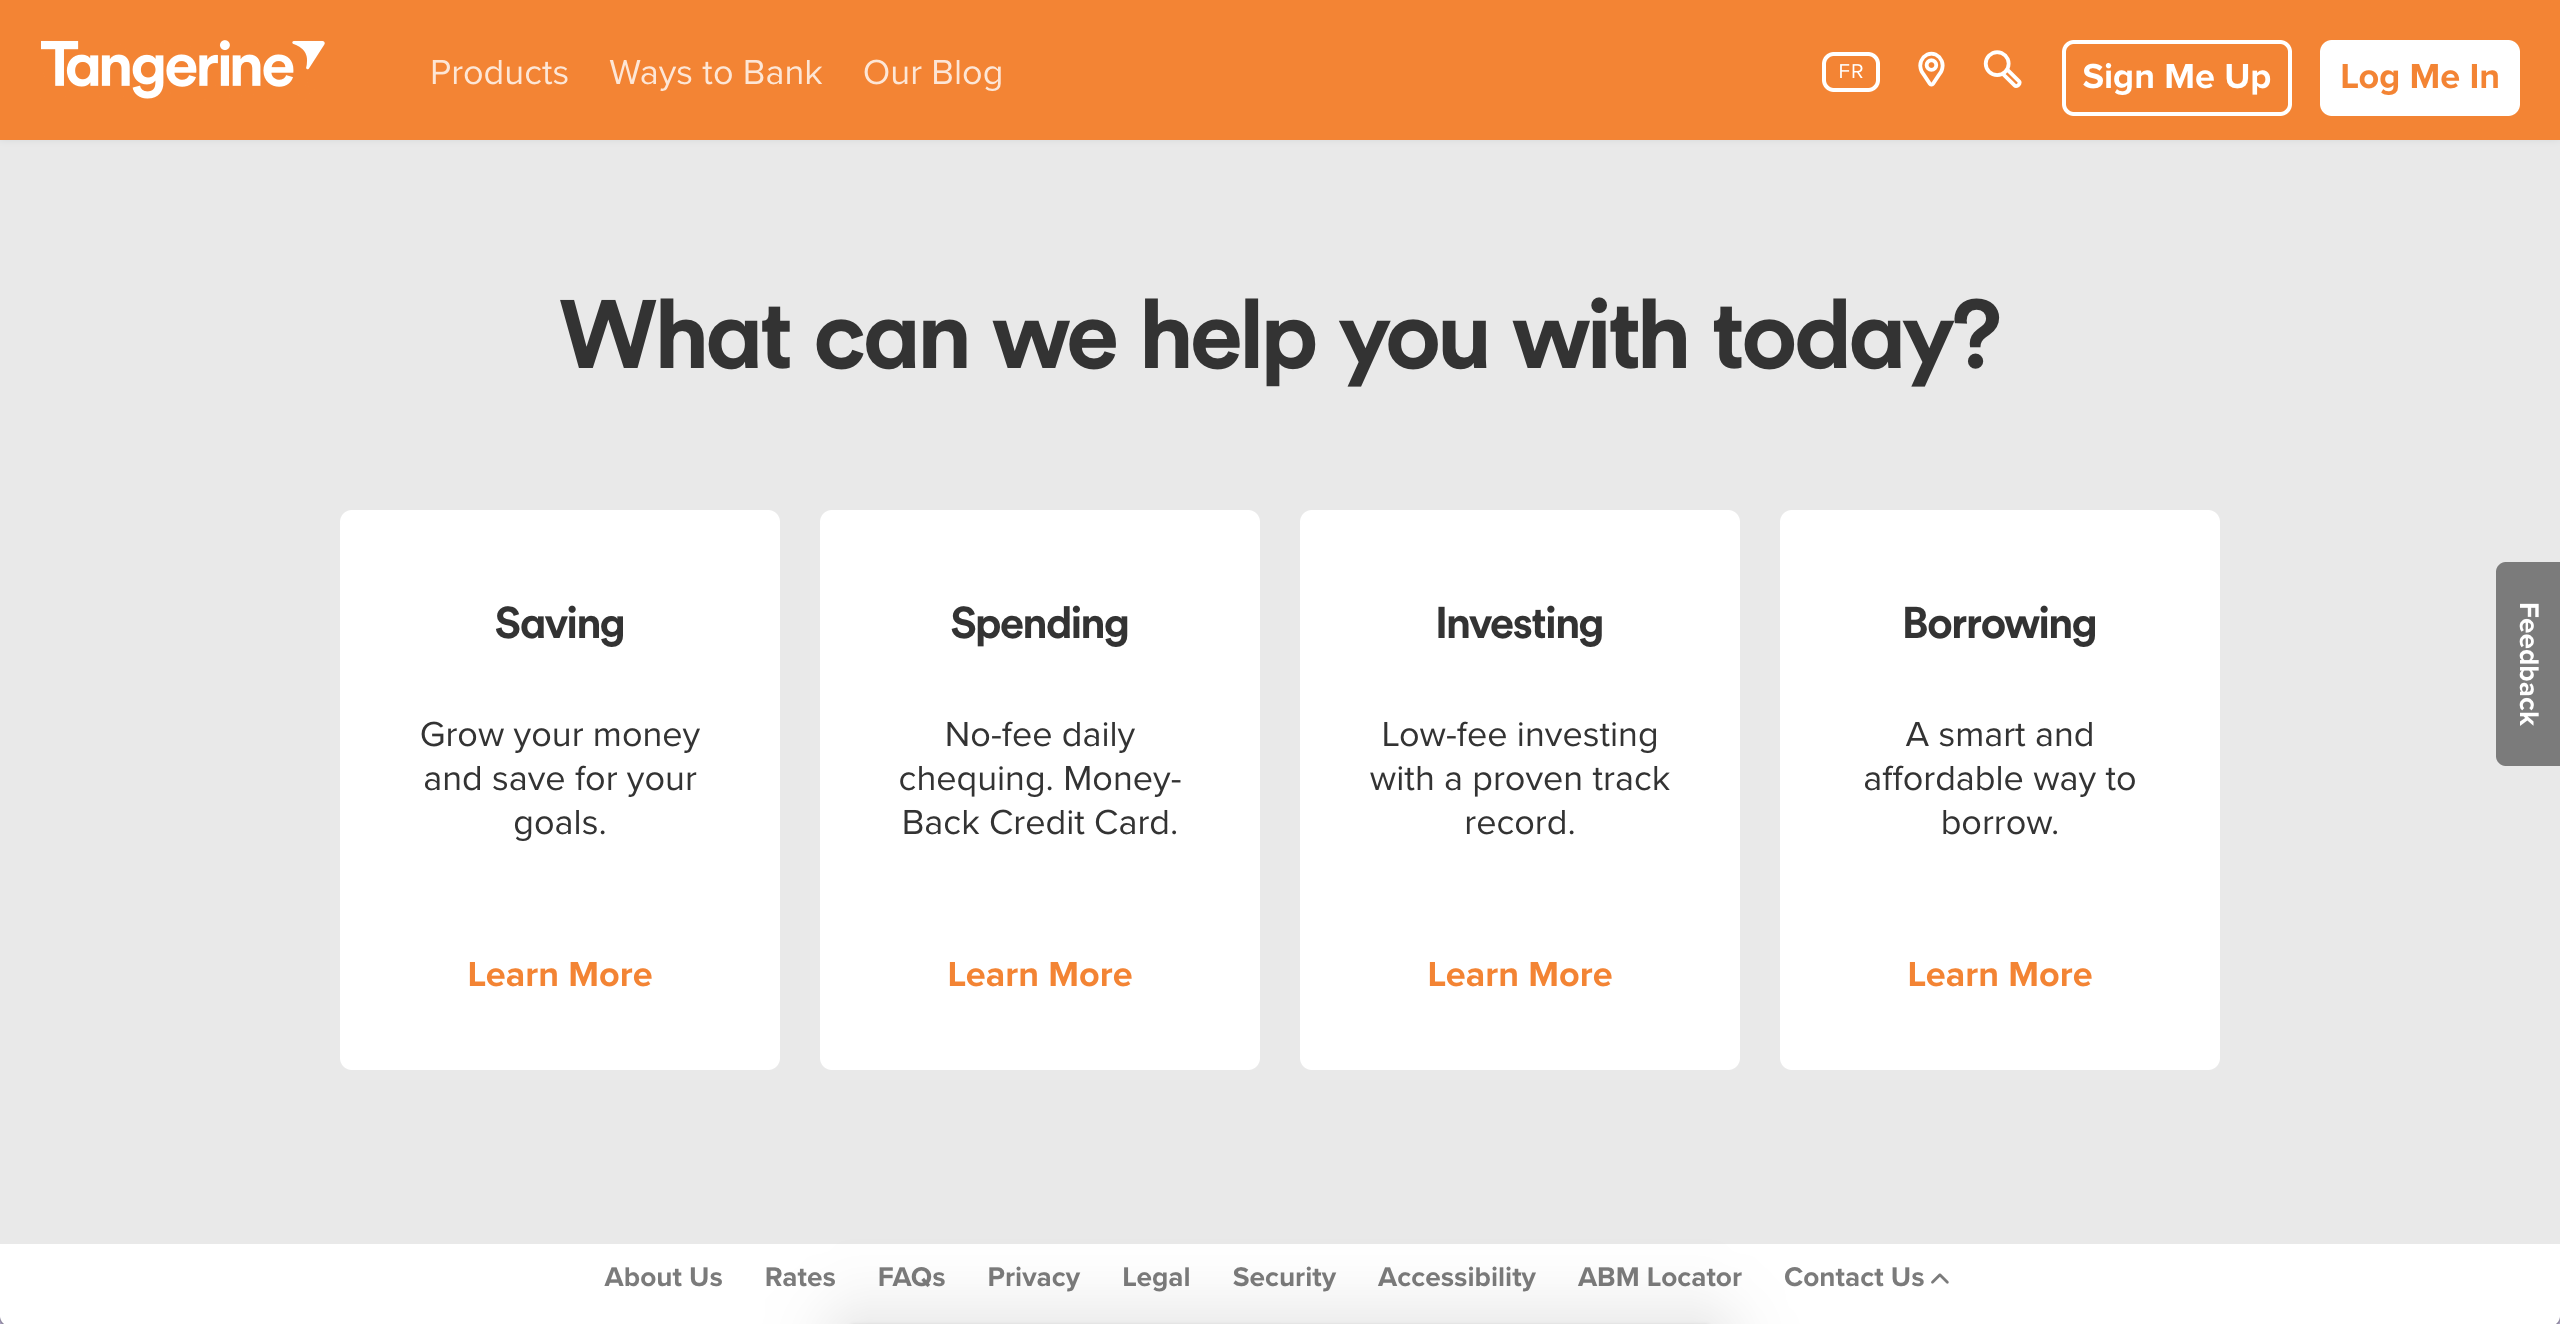 Tangerine
Products Ways to Bank Our Blog
FR
Sign Me Up
Log Me In
What can we help you with today?
Saving
Grow your money
and save for your
goals.
Learn More
Spending
No-fee daily
chequing. Money-
Back Credit Card.
Learn More
Investing
Low-fee investing
with a proven track
record.
Learn More
Borrowing
A smart and
affordable way to
borrow.
Learn More
Feedback
About Us Rates FAQs Privacy Legal Security Accessibility ABM Locator Contact Us